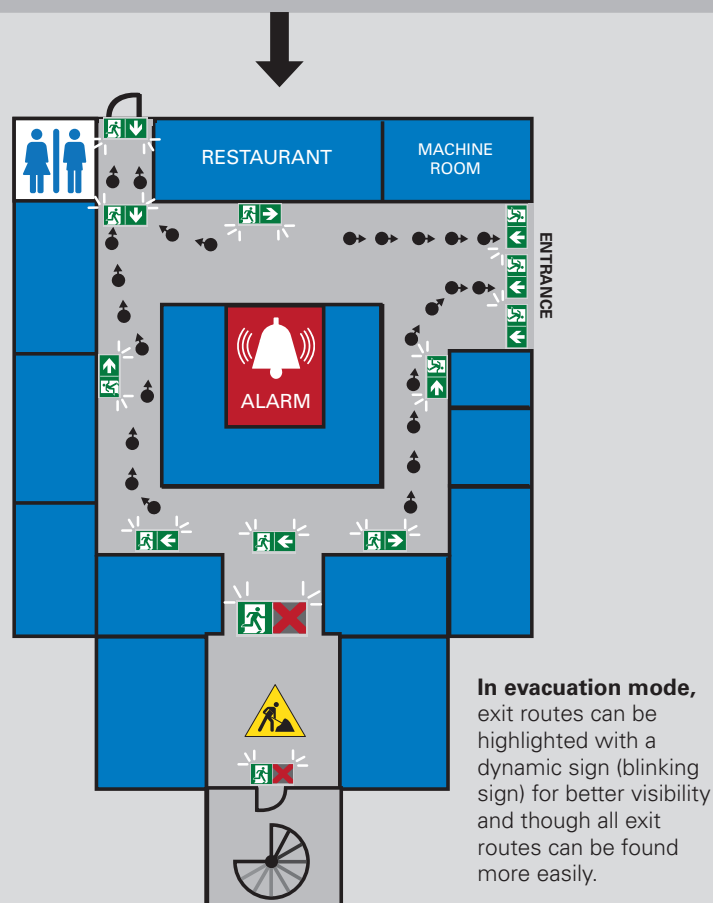 RESTAURANT
MACHINE
ROOM
ENTRANCE
ALARM
In evacuation mode,
exit routes can be
highlighted with a
dynamic sign (blinking
sign) for better visibility
and though all exit
routes can be found
more easily.